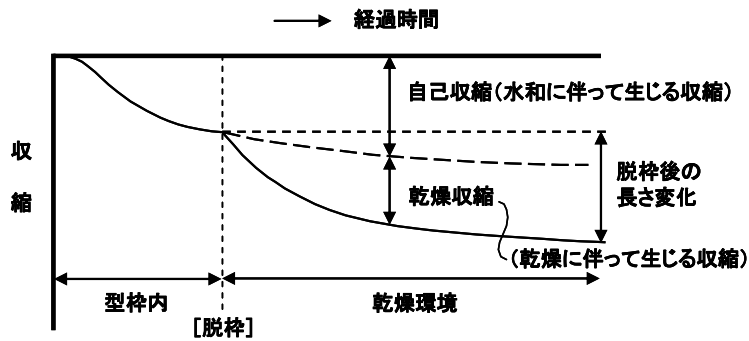 経過時間
自己収縮(水和に伴って生じる収縮)
収縮
脱枠後の
長さ変化
乾燥収縮
(乾燥に伴って生じる収縮)
型枠内
乾燥環境
[脱枠]